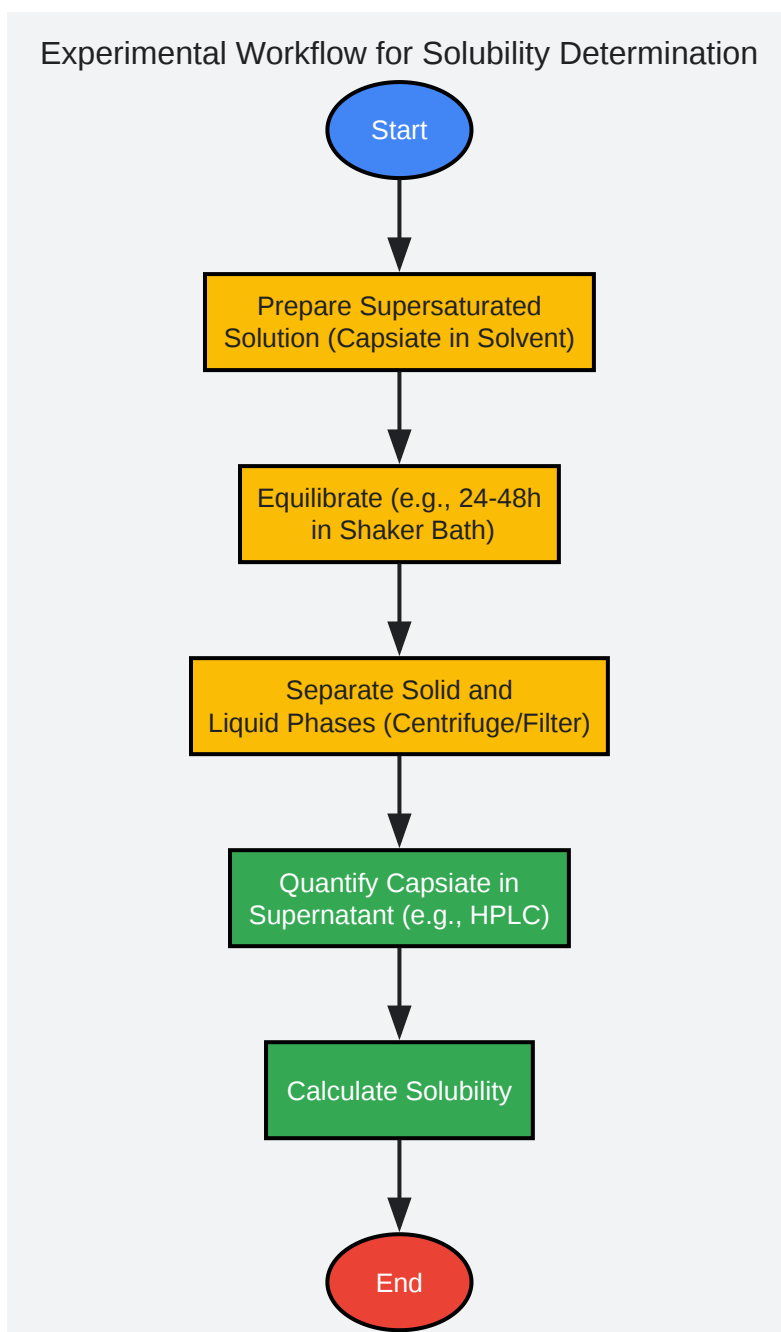 Experimental Workflow for Solubility Determination
Start
Prepare Supersaturated
Solution (Capsiate in Solvent)
Equilibrate (e.g., 24-48h
in Shaker Bath)
Separate Solid and
Liquid Phases (Centrifuge/Filter)
Quantify Capsiate in
Supernatant (e.g., HPLC)
Calculate Solubility
End